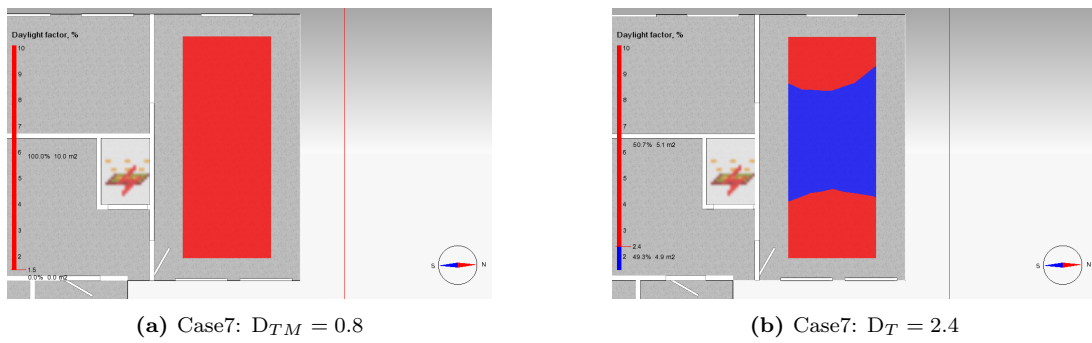 Daylight factor, %
10
9
8
7
100.0% 10.0 m2
6
5
4
3
2
1.5
0.0% 0.0 m2
S N
Daylight factor, %
10
9
8
7
50.7% 5.1 m2
6
5
4
3
2.4
2
49.3% 4.9 m2
S N
(a) Case7: D_{TM} = 0.8
(b) Case7: D_T = 2.4